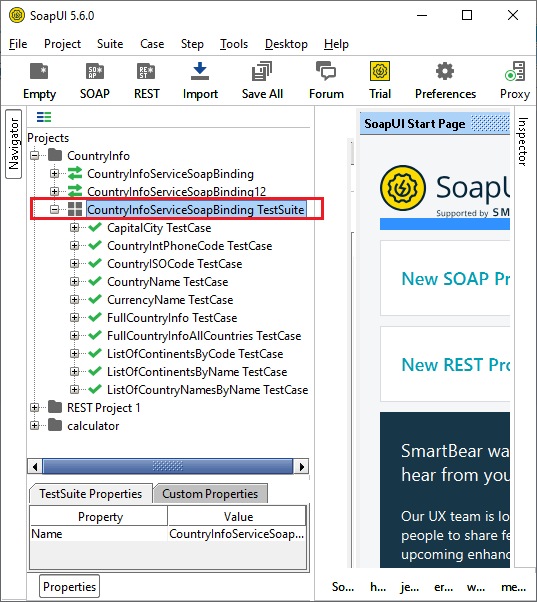 SoapUI 5.6.0
File Project Suite Case Step Tools Desktop Help
Empty SOAP REST Import Save All Forum Trial Preferences Proxy
Navigator
Projects
CountryInfo
CountryInfoServiceSoapBinding
CountryInfoServiceSoapBinding12
CountryInfoServiceSoapBinding TestSuite
CapitalCity TestCase
CountryIntPhoneCode TestCase
CountryISOCode TestCase
CountryName TestCase
CurrencyName TestCase
FullCountryInfo TestCase
FullCountryInfoAllCountries TestCase
ListOfContinentsByCode TestCase
ListOfContinentsByName TestCase
ListOfCountryNamesByName TestCase
REST Project 1
calculator
TestSuite Properties Custom Properties
Property Value
Name CountryInfoServiceSoap...
Properties
SoapUI Start Page
SoapUI
Supported by SM
New SOAP Pr
New REST Pro
SmartBear wa
hear from you
Our UX team is lo
people to share fe
upcoming enhanc
Inspector
So... h... je... er... w... me...